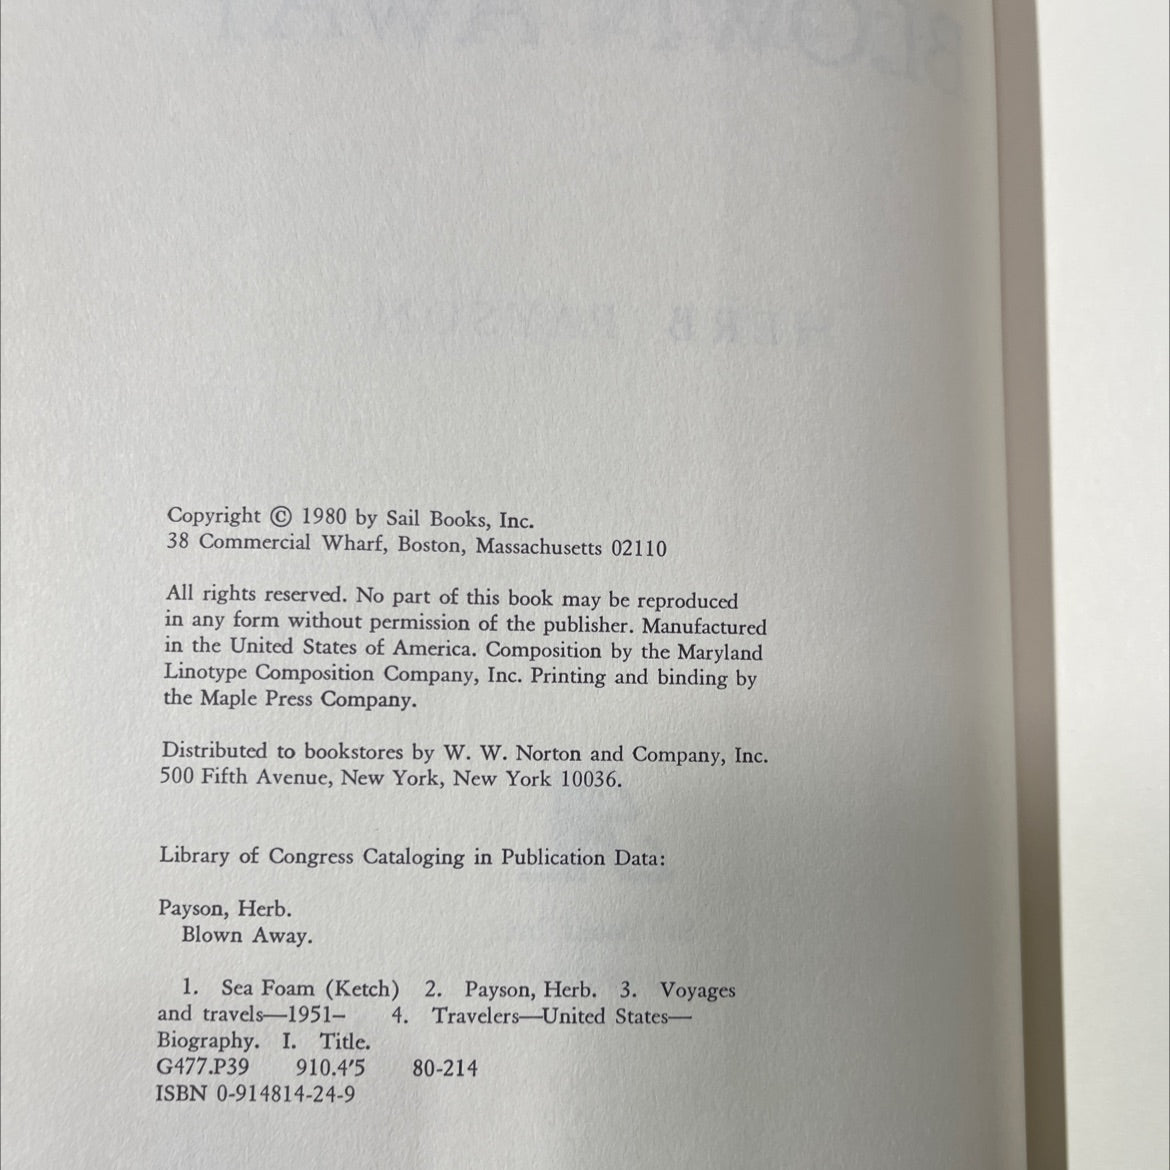 Copyright © 1980 by Sail Books, Inc.
38 Commercial Wharf, Boston, Massachusetts 02110
All rights reserved. No part of this book may be reproduced
in any form without permission of the publisher. Manufactured
in the United States of America. Composition by the Maryland
Linotype Composition Company, Inc. Printing and binding by
the Maple Press Company.
Distributed to bookstores by W. W. Norton and Company, Inc.
500 Fifth Avenue, New York, New York 10036.
Library of Congress Cataloging in Publication Data:
Payson, Herb.
Blown Away.
1. Sea Foam (Ketch) 2. Payson, Herb. 3. Voyages
and travels—1951– 4. Travelers—United States—
Biography. I. Title.
G477.P39 910.4′5 80-214
ISBN 0-914814-24-9